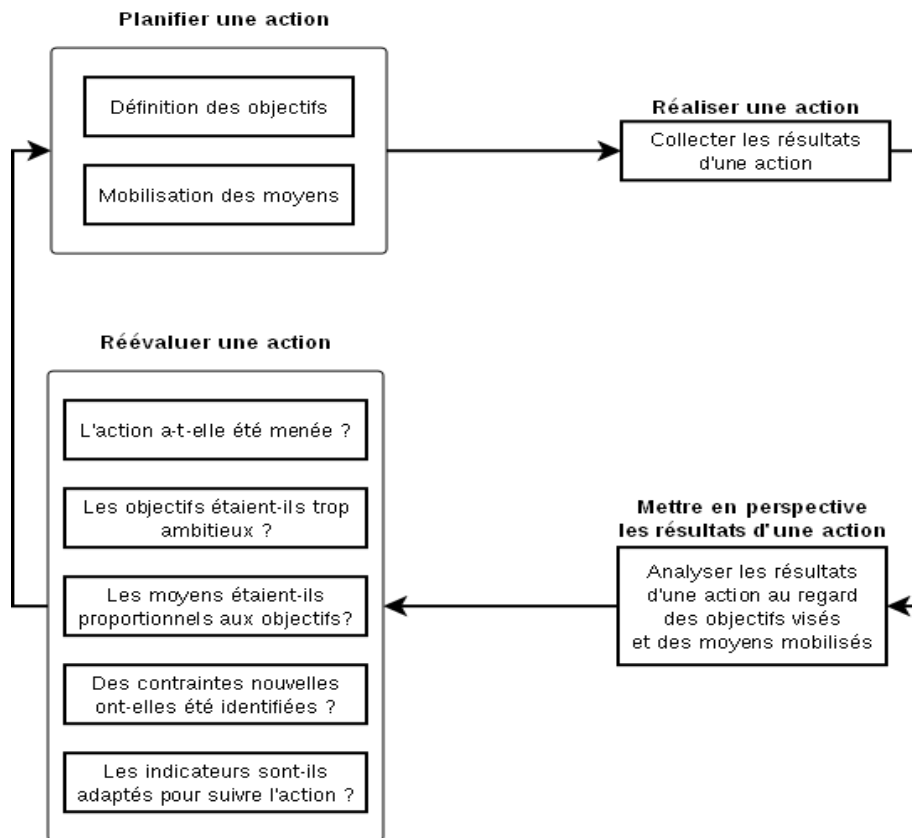 Planifier une action
Définition des objectifs
Mobilisation des moyens
Réaliser une action
Collecter les résultats
d'une action
Mettre en perspective
les résultats d'une action
Analyser les résultats
d'une action au regard
des objectifs visés
et des moyens mobilisés
Réévaluer une action
L'action a-t-elle été menée ?
Les objectifs étaient-ils trop
ambitieux ?
Les moyens étaient-ils
proportionnels aux objectifs?
Des contraintes nouvelles
ont-elles été identifiées ?
Les indicateurs sont-ils
adaptés pour suivre l'action ?